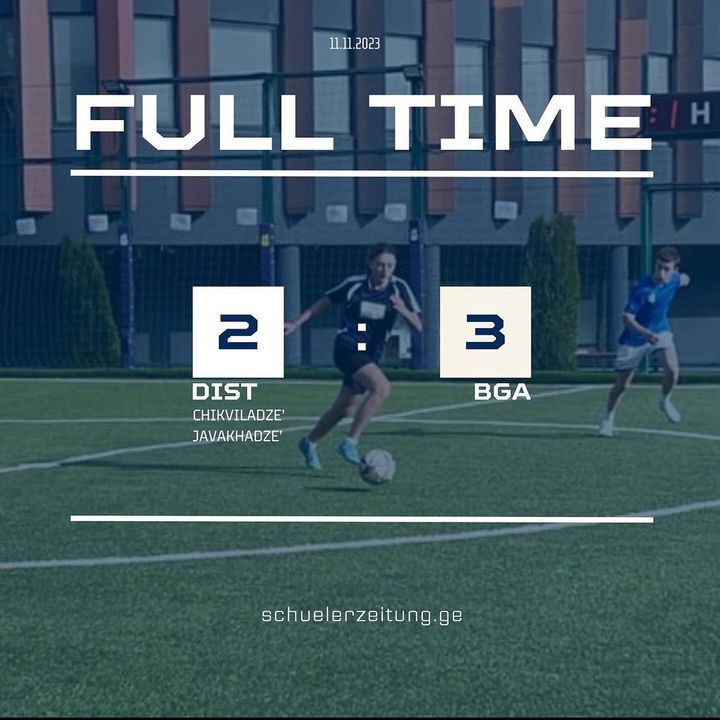 11.11.2023
FULL TIME
:/ H
2 : 3
DIST
BGA
CHIKVILADZE'
JAVAKHADZE'
schuelerzeitung.ge